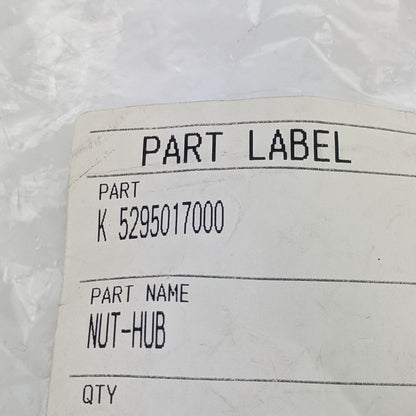 PART LABEL
PART
K 5295017000
PART NAME
NUT-HUB
QTY